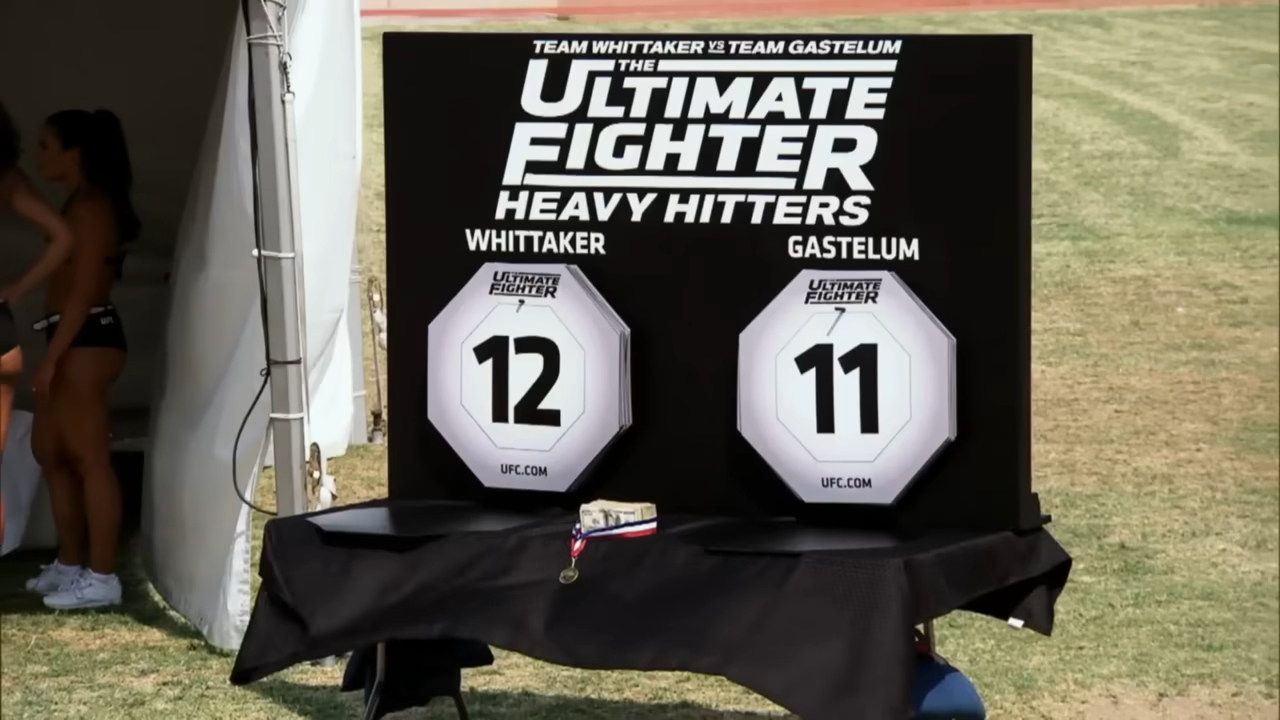 TEAM WHITTAKER VS TEAM GASTELUM
THE
ULTIMATE
FIGHTER
HEAVY HITTERS
WHITTAKER
GASTELUM
ULTIMATE
FIGHTER
12
UFC.COM
ULTIMATE
FIGHTER
11
UFC.COM